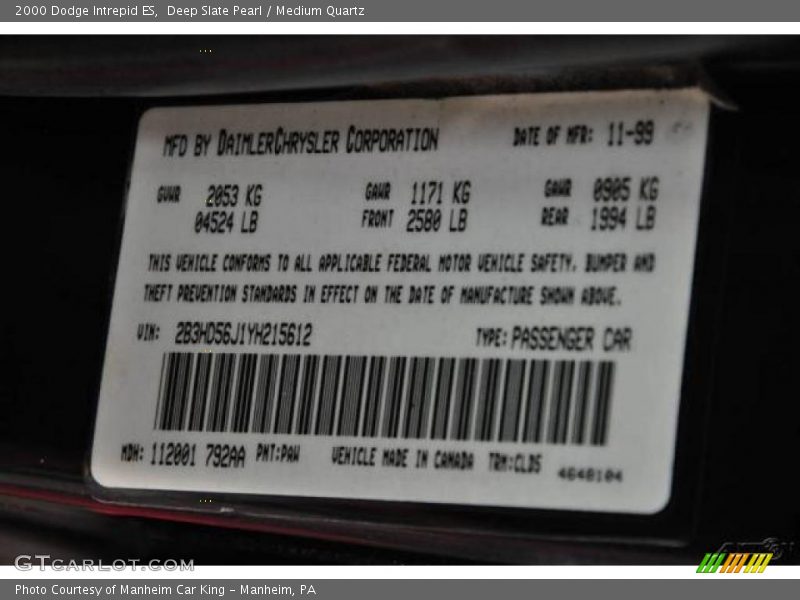 2000 Dodge Intrepid ES,  Deep Slate Pearl / Medium Quartz
MFD BY DAIMLERCHRYSLER CORPORATION DATE OF MFR: 11-99
GVWR 2053 KG GAWR 1171 KG GAWR 0905 KG
04524 LB FRONT 2580 LB REAR 1994 LB
THIS VEHICLE CONFORMS TO ALL APPLICABLE FEDERAL MOTOR VEHICLE SAFETY, BUMPER AND
THEFT PREVENTION STANDARDS IN EFFECT ON THE DATE OF MANUFACTURE SHOWN ABOVE.
VIN: 2B3HD56J1YH215612 TYPE: PASSENGER CAR
MDH: 112001 792AA PNT:PAW VEHICLE MADE IN CANADA TRM:CLDS 4648104
GTcarlot.com
Photo Courtesy of Manheim Car King - Manheim, PA